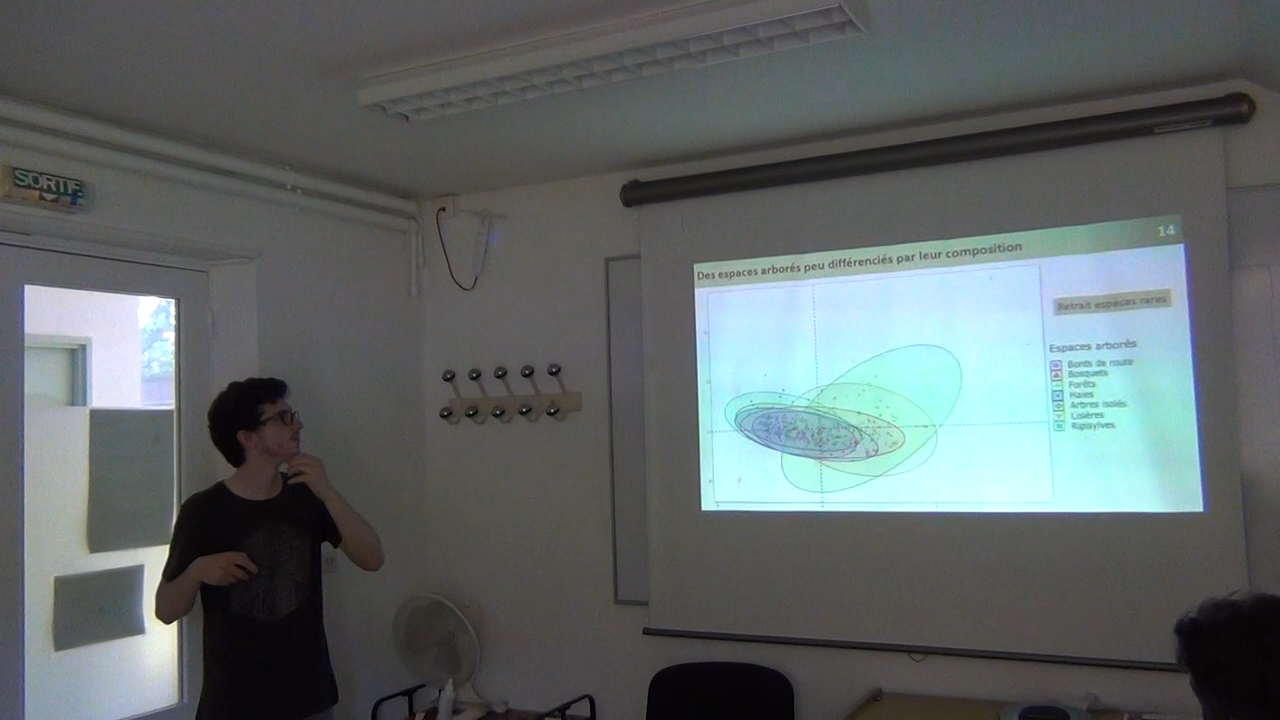 SORTIE
14
Des espaces arborés peu différenciés par leur composition
Retrait espèces rares
Espaces arborés
Bords de route
Bosquets
Forêts
Haies
Arbres isolés
Lisières
Ripisylves